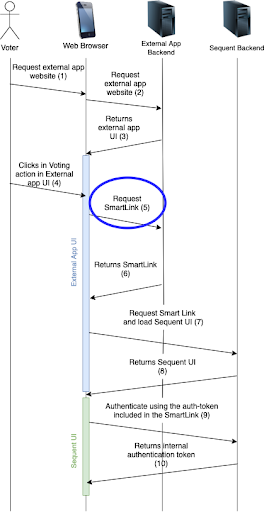 Voter
Web Browser
External App
Backend
Sequent Backend
Request external app
website (1)
Request
external app
website (2)
Returns
external app
UI (3)
Clicks in Voting
action in External
app UI (4)
Request
SmartLink (5)
External App UI
Returns SmartLink
(6)
Request Smart Link
and load Sequent UI (7)
Returns Sequent UI
(8)
Authenticate using the auth-token
included in the SmartLink (9)
Sequent UI
Returns internal
authentication token
(10)